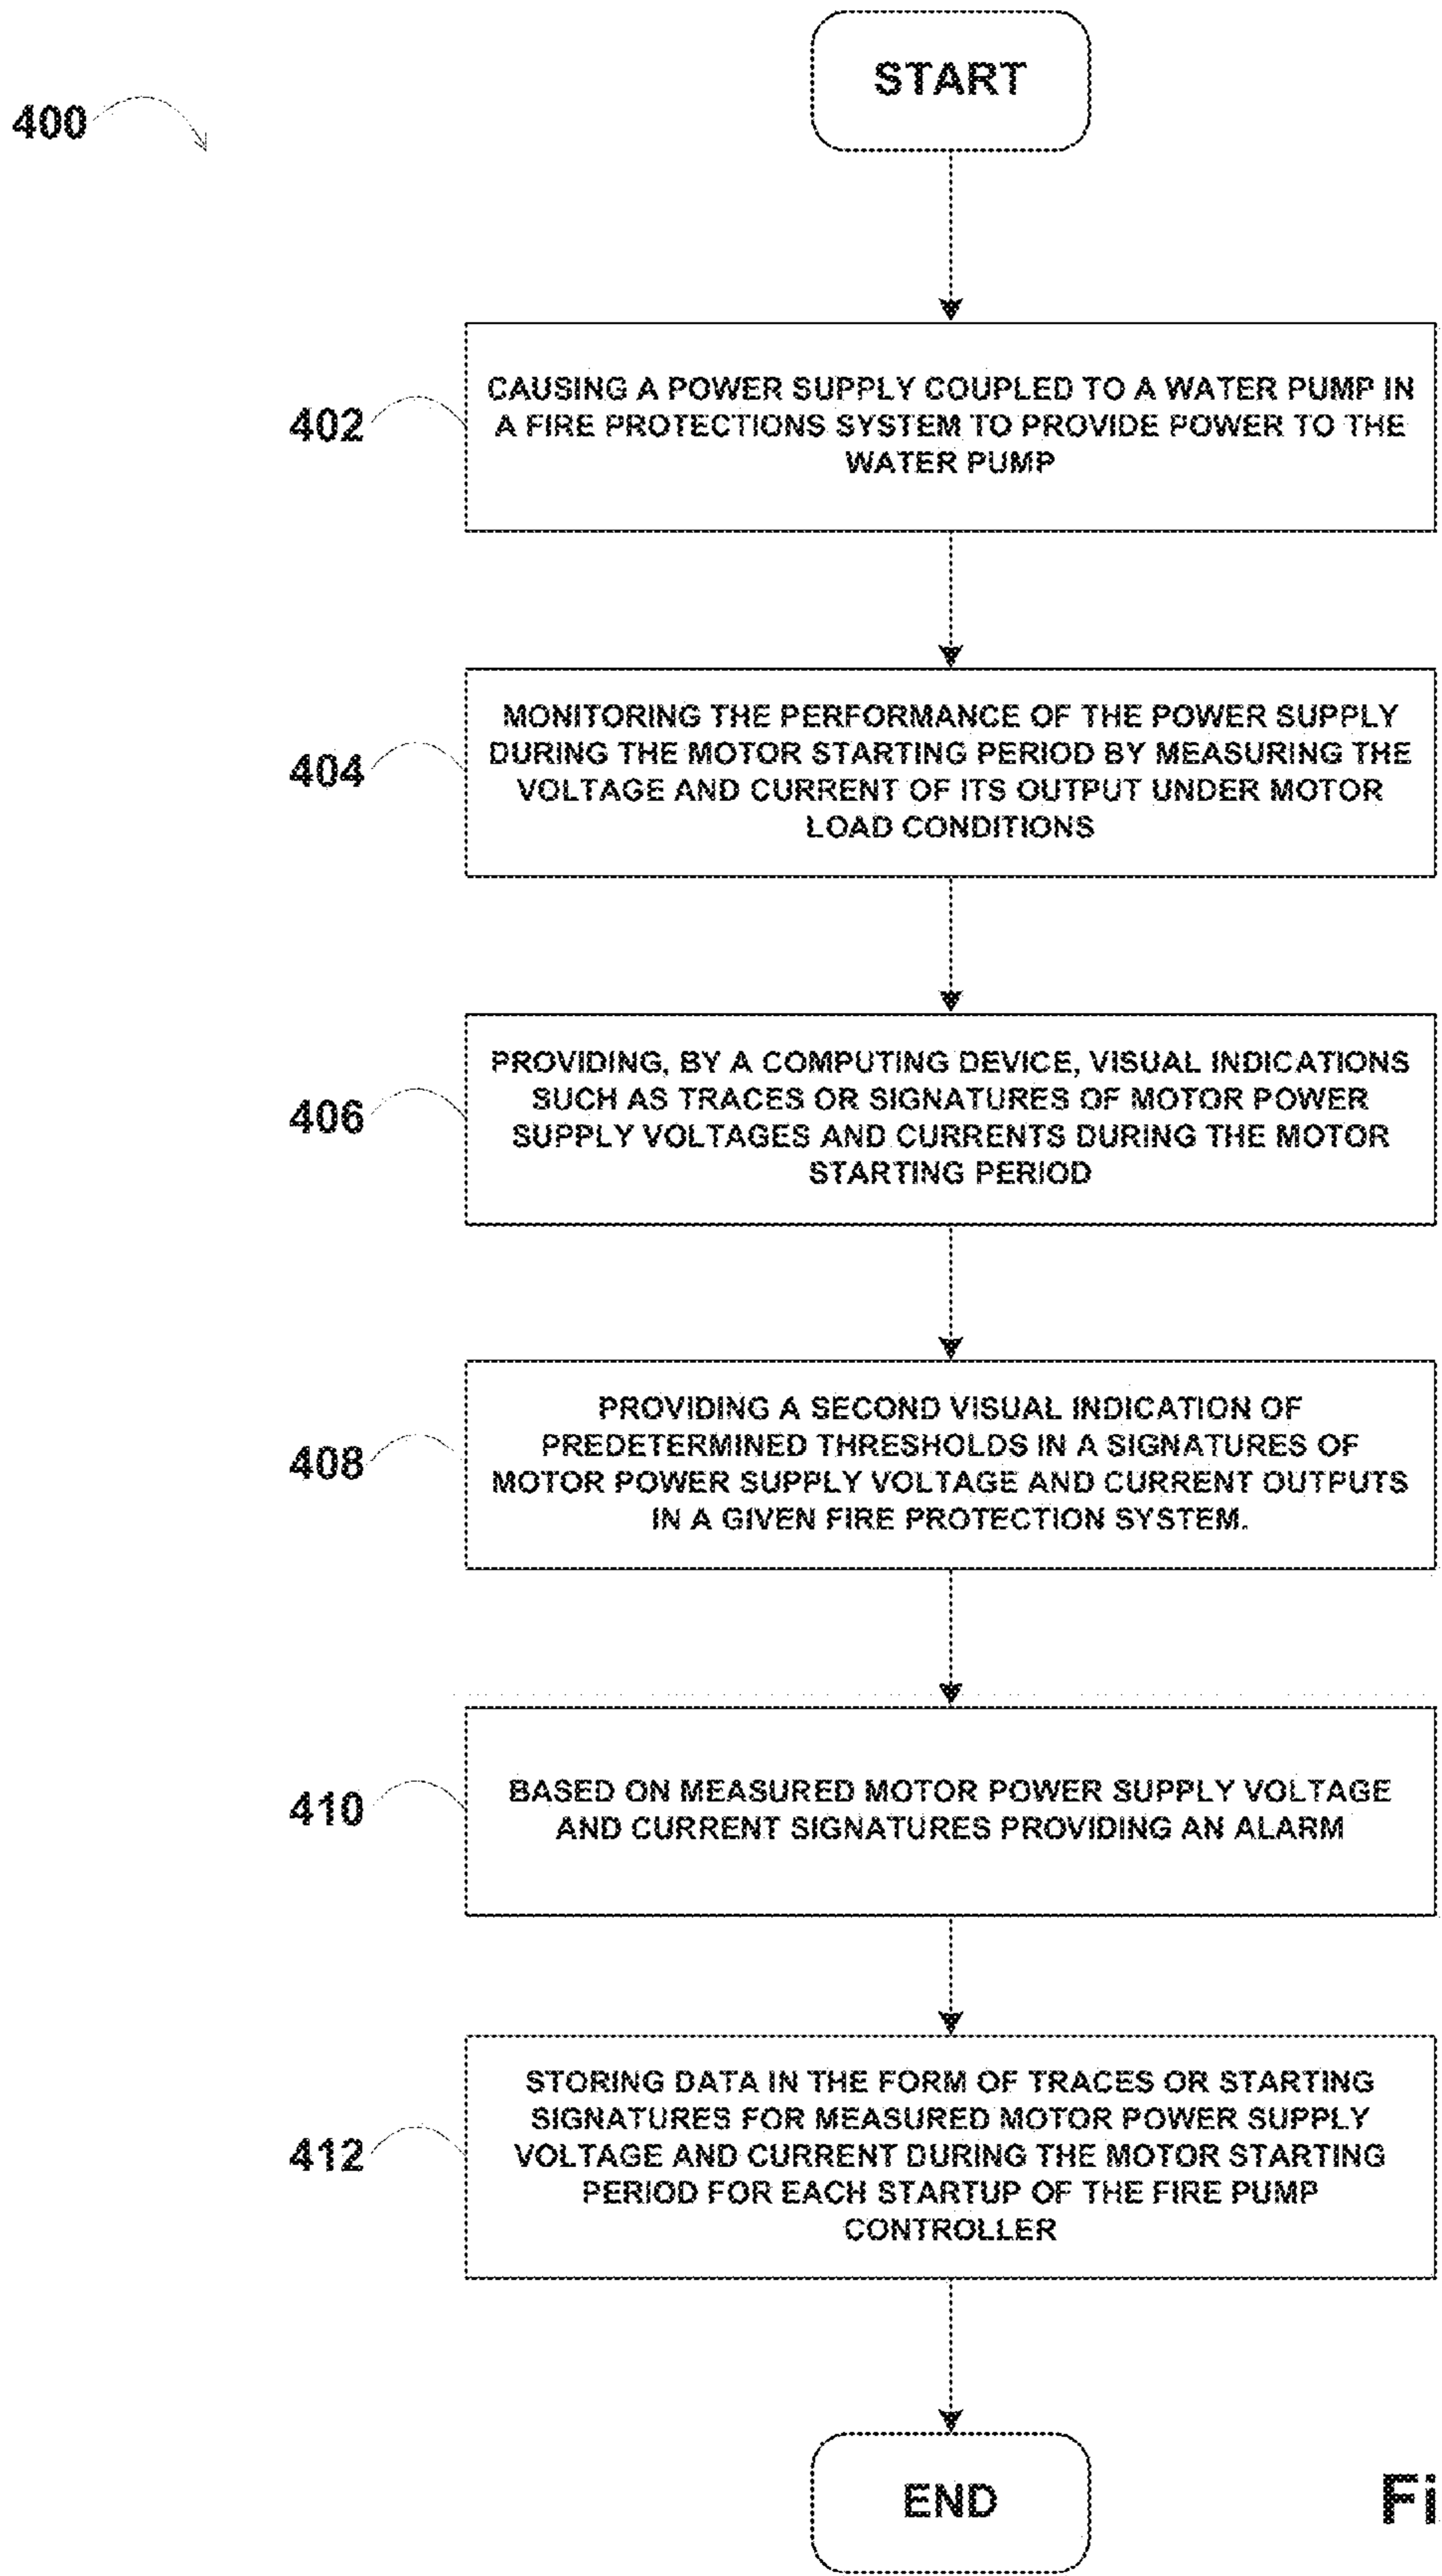 START
400
402
CAUSING A POWER SUPPLY COUPLED TO A WATER PUMP IN
A FIRE PROTECTIONS SYSTEM TO PROVIDE POWER TO THE
WATER PUMP
404
MONITORING THE PERFORMANCE OF THE POWER SUPPLY
DURING THE MOTOR STARTING PERIOD BY MEASURING THE
VOLTAGE AND CURRENT OF ITS OUTPUT UNDER MOTOR
LOAD CONDITIONS
406
PROVIDING, BY A COMPUTING DEVICE, VISUAL INDICATIONS
SUCH AS TRACES OR SIGNATURES OF MOTOR POWER
SUPPLY VOLTAGES AND CURRENTS DURING THE MOTOR
STARTING PERIOD
408
PROVIDING A SECOND VISUAL INDICATION OF
PREDETERMINED THRESHOLDS IN A SIGNATURES OF
MOTOR POWER SUPPLY VOLTAGE AND CURRENT OUTPUTS
IN A GIVEN FIRE PROTECTION SYSTEM.
410
BASED ON MEASURED MOTOR POWER SUPPLY VOLTAGE
AND CURRENT SIGNATURES PROVIDING AN ALARM
412
STORING DATA IN THE FORM OF TRACES OR STARTING
SIGNATURES FOR MEASURED MOTOR POWER SUPPLY
VOLTAGE AND CURRENT DURING THE MOTOR STARTING
PERIOD FOR EACH STARTUP OF THE FIRE PUMP
CONTROLLER
END
Fi